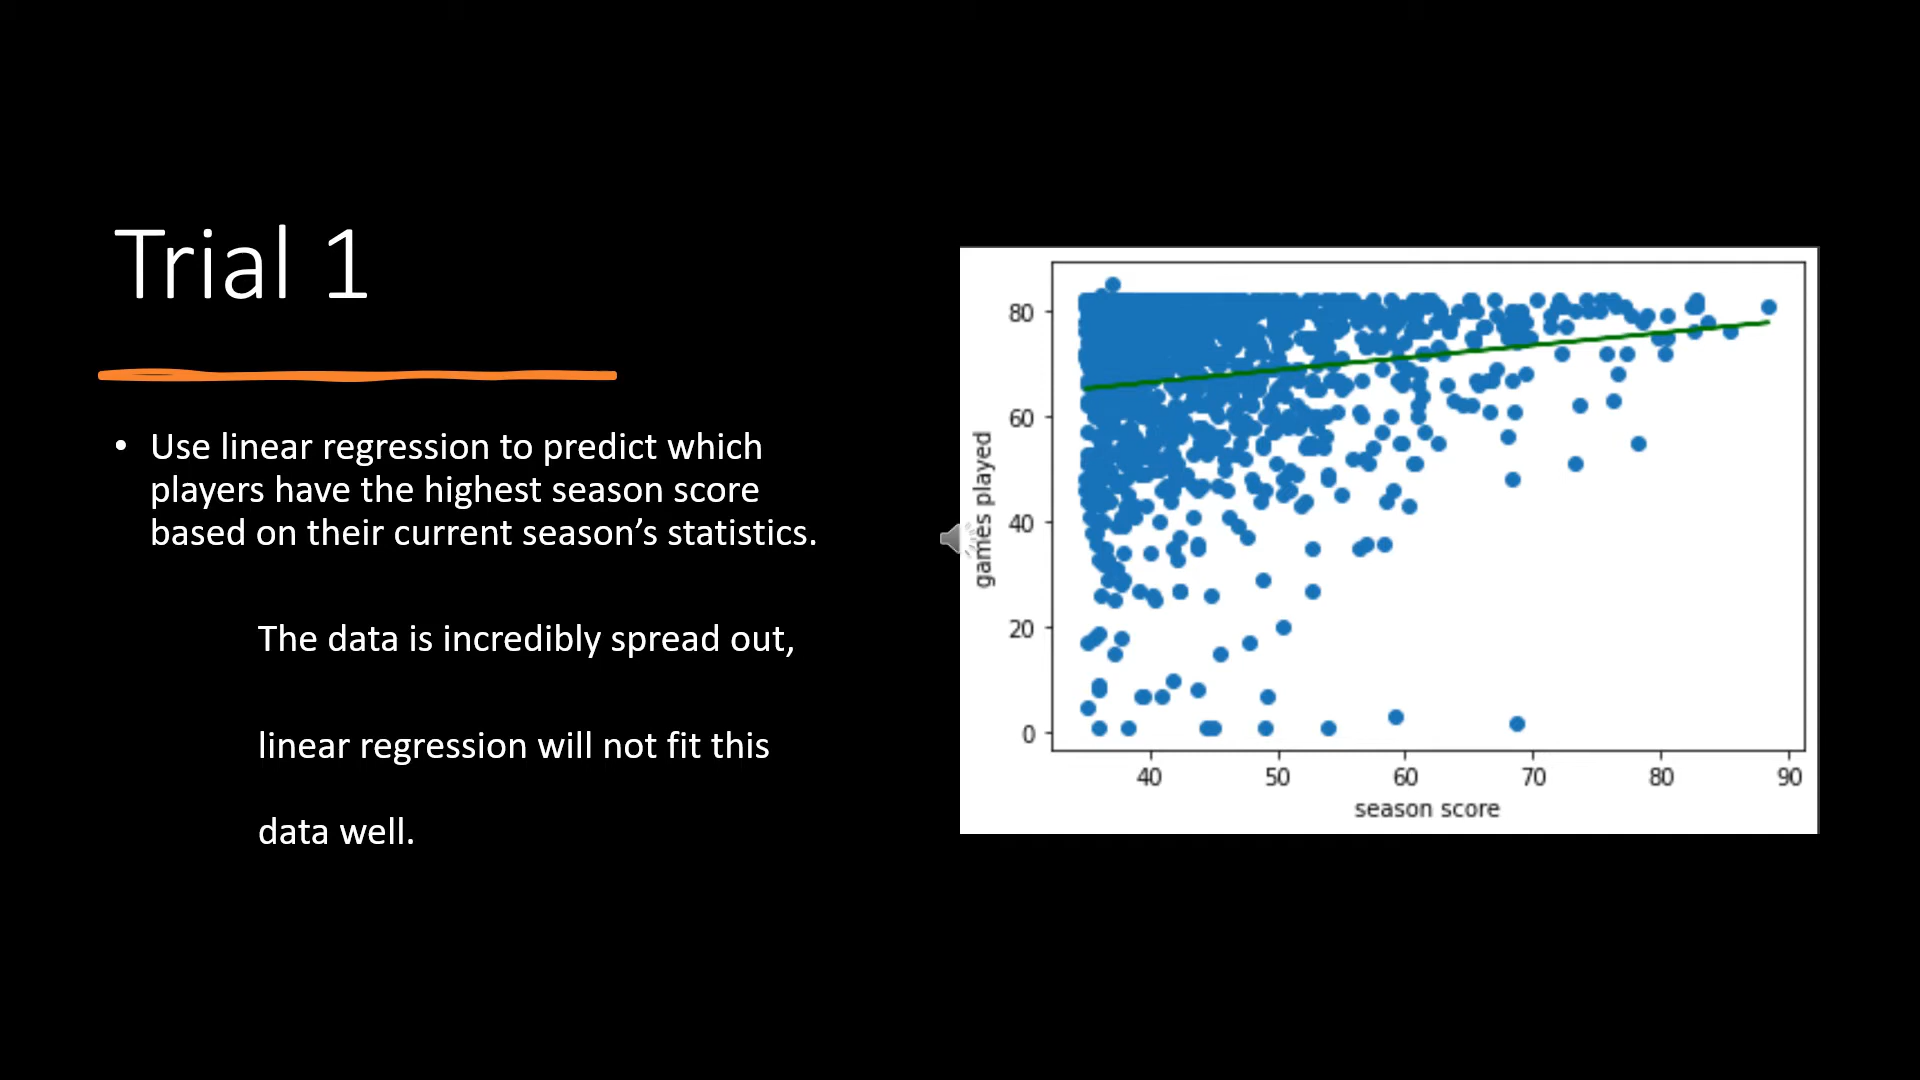 Trial 1
• Use linear regression to predict which
players have the highest season score
based on their current season’s statistics.
The data is incredibly spread out,
linear regression will not fit this
data well.
games played
80
60
40
20
0
40 50 60 70 80 90
season score